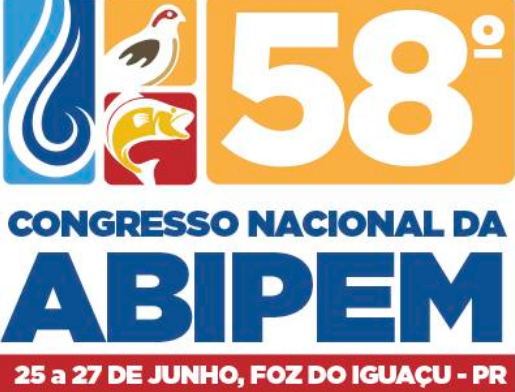 58º
CONGRESSO NACIONAL DA
ABIPEM
25 a 27 DE JUNHO, FOZ DO IGUAÇU - PR